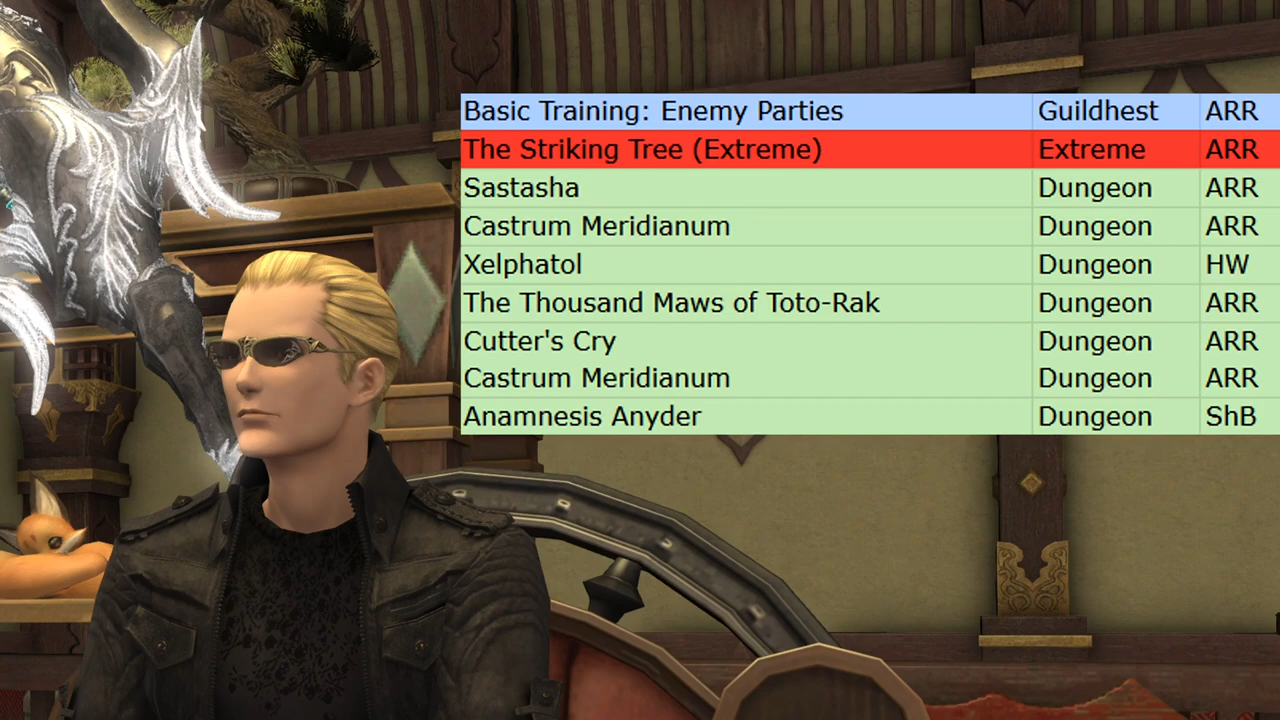 Basic Training: Enemy Parties Guildhest ARR
The Striking Tree (Extreme) Extreme ARR
Sastasha Dungeon ARR
Castrum Meridianum Dungeon ARR
Xelphatol Dungeon HW
The Thousand Maws of Toto-Rak Dungeon ARR
Cutter's Cry Dungeon ARR
Castrum Meridianum Dungeon ARR
Anamnesis Anyder Dungeon ShB